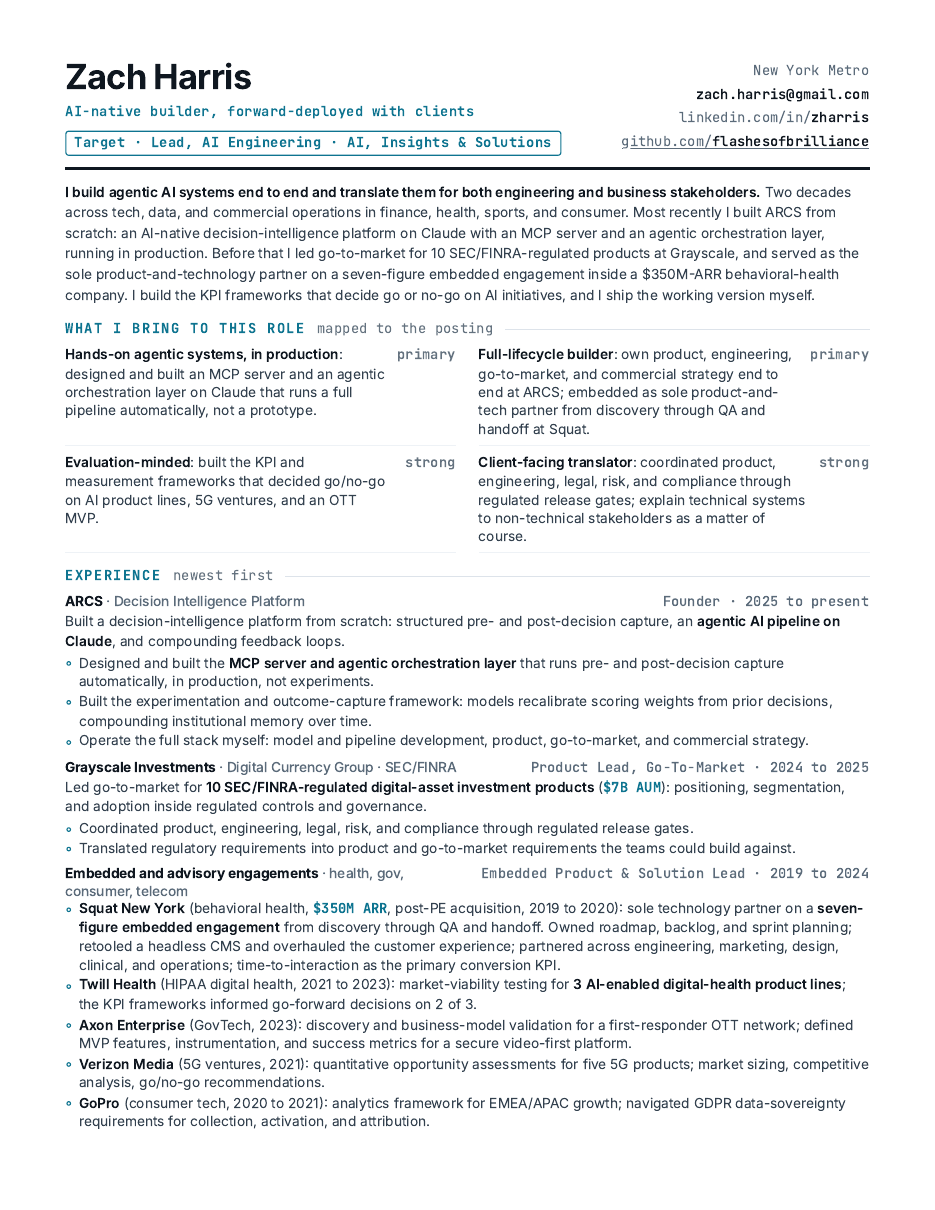 Zach Harris
AI-native builder, forward-deployed with clients
Target · Lead, AI Engineering · AI, Insights & Solutions
New York Metro
zach.harris@gmail.com
linkedin.com/in/zharris
github.com/flashesofbrilliance
I build agentic AI systems end to end and translate them for both engineering and business stakeholders. Two decades
across tech, data, and commercial operations in finance, health, sports, and consumer. Most recently I built ARCS from
scratch: an AI-native decision-intelligence platform on Claude with an MCP server and an agentic orchestration layer,
running in production. Before that I led go-to-market for 10 SEC/FINRA-regulated products at Grayscale, and served as the
sole product-and-technology partner on a seven-figure embedded engagement inside a $350M-ARR behavioral-health
company. I build the KPI frameworks that decide go or no-go on AI initiatives, and I ship the working version myself.
WHAT I BRING TO THIS ROLE mapped to the posting
Hands-on agentic systems, in production: primary
designed and built an MCP server and an agentic
orchestration layer on Claude that runs a full
pipeline automatically, not a prototype.
Full-lifecycle builder: own product, engineering, primary
go-to-market, and commercial strategy end to
end at ARCS; embedded as sole product-and-
tech partner from discovery through QA and
handoff at Squat.
Evaluation-minded: built the KPI and strong
measurement frameworks that decided go/no-go
on AI product lines, 5G ventures, and an OTT
MVP.
Client-facing translator: coordinated product, strong
engineering, legal, risk, and compliance through
regulated release gates; explain technical systems
to non-technical stakeholders as a matter of
course.
EXPERIENCE newest first
ARCS · Decision Intelligence Platform Founder · 2025 to present
Built a decision-intelligence platform from scratch: structured pre- and post-decision capture, an agentic AI pipeline on
Claude, and compounding feedback loops.
Designed and built the MCP server and agentic orchestration layer that runs pre- and post-decision capture
automatically, in production, not experiments.
Built the experimentation and outcome-capture framework: models recalibrate scoring weights from prior decisions,
compounding institutional memory over time.
Operate the full stack myself: model and pipeline development, product, go-to-market, and commercial strategy.
Grayscale Investments · Digital Currency Group · SEC/FINRA Product Lead, Go-To-Market · 2024 to 2025
Led go-to-market for 10 SEC/FINRA-regulated digital-asset investment products ($7B AUM): positioning, segmentation,
and adoption inside regulated controls and governance.
Coordinated product, engineering, legal, risk, and compliance through regulated release gates.
Translated regulatory requirements into product and go-to-market requirements the teams could build against.
Embedded and advisory engagements · health, gov, Embedded Product & Solution Lead · 2019 to 2024
consumer, telecom
Squat New York (behavioral health, $350M ARR, post-PE acquisition, 2019 to 2020): sole technology partner on a seven-
figure embedded engagement from discovery through QA and handoff. Owned roadmap, backlog, and sprint planning;
retooled a headless CMS and overhauled the customer experience; partnered across engineering, marketing, design,
clinical, and operations; time-to-interaction as the primary conversion KPI.
Twill Health (HIPAA digital health, 2021 to 2023): market-viability testing for 3 AI-enabled digital-health product lines;
the KPI frameworks informed go-forward decisions on 2 of 3.
Axon Enterprise (GovTech, 2023): discovery and business-model validation for a first-responder OTT network; defined
MVP features, instrumentation, and success metrics for a secure video-first platform.
Verizon Media (5G ventures, 2021): quantitative opportunity assessments for five 5G products; market sizing, competitive
analysis, go/no-go recommendations.
GoPro (consumer tech, 2020 to 2021): analytics framework for EMEA/APAC growth; navigated GDPR data-sovereignty
requirements for collection, activation, and attribution.